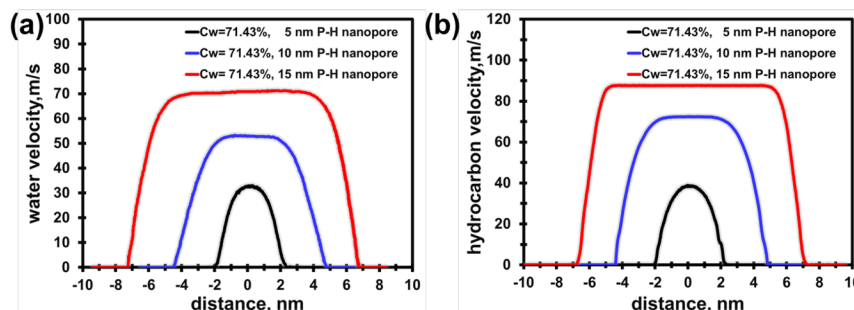 (a)
100
90
80
70
60
50
40
30
20
10
0
water velocity,m/s
Cw=71.43%, 5 nm P-H nanopore
Cw= 71.43%, 10 nm P-H nanopore
Cw= 71.43%, 15 nm P-H nanopore
-10 -8 -6 -4 -2 0 2 4 6 8 10
distance, nm
(b)
120
100
80
60
40
20
0
hydrocarbon velocity,m/s
Cw=71.43%, 5 nm P-H nanopore
Cw=71.43%, 10 nm P-H nanopore
Cw=71.43%, 15 nm P-H nanopore
-10 -8 -6 -4 -2 0 2 4 6 8 10
distance, nm